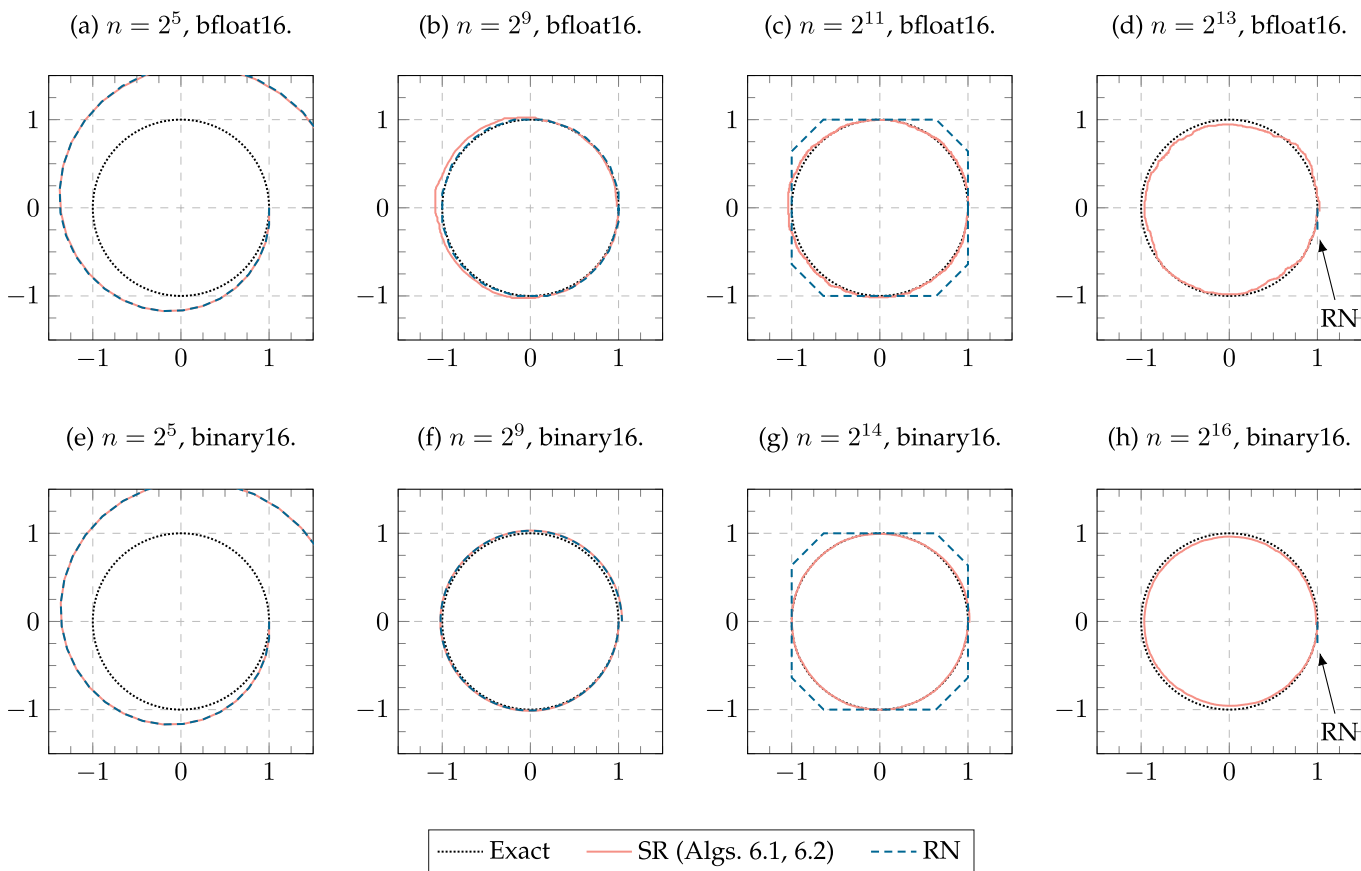 (a) n = 2^5, bfloat16.
(b) n = 2^9, bfloat16.
(c) n = 2^11, bfloat16.
(d) n = 2^13, bfloat16.
1
0
−1
−1 0 1
1
0
−1
−1 0 1
1
0
−1
−1 0 1
1
0
−1
RN
−1 0 1
(e) n = 2^5, binary16.
(f) n = 2^9, binary16.
(g) n = 2^14, binary16.
(h) n = 2^16, binary16.
1
0
−1
−1 0 1
1
0
−1
−1 0 1
1
0
−1
−1 0 1
1
0
−1
RN
−1 0 1
Exact SR (Algs. 6.1, 6.2) RN